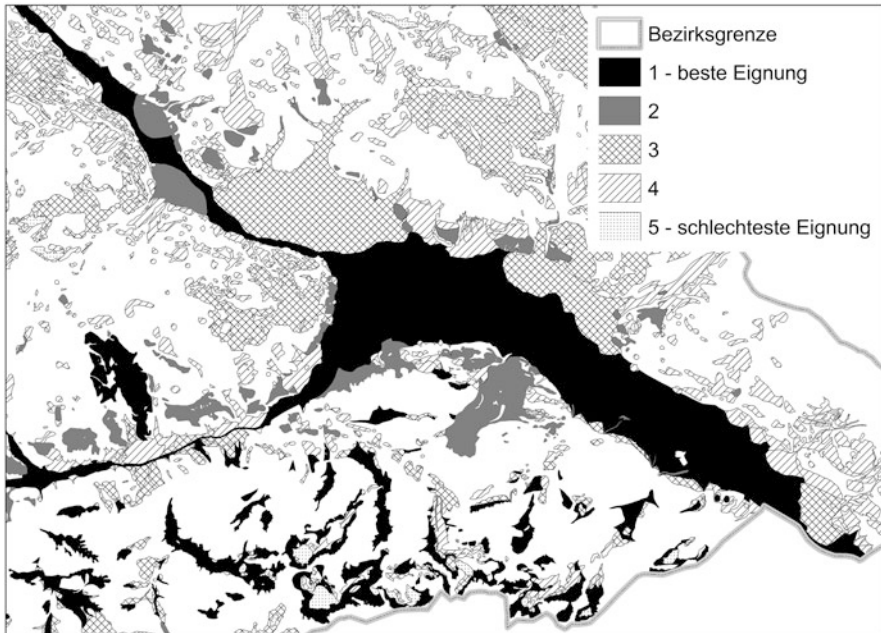 Bezirksgrenze
1 - beste Eignung
2
3
4
5 - schlechteste Eignung